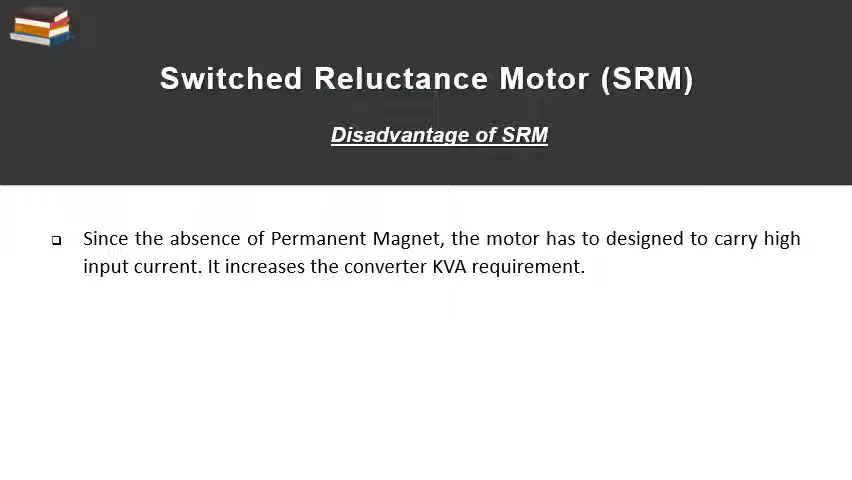 Switched Reluctance Motor (SRM)
Disadvantage of SRM
Since the absence of Permanent Magnet, the motor has to designed to carry high
input current. It increases the converter KVA requirement.